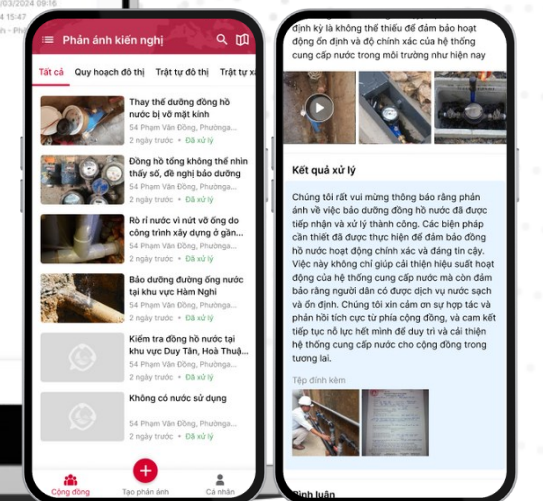 /03/2024 09:16
4 15:47
Phản ánh kiến nghị
Tất cả Quy hoạch đô thị Trật tự đô thị Trật tự x
Thay thế dưỡng đồng hồ
nước bị vỡ mặt kính
54 Phạm Văn Đồng, Phường...
2 ngày trước • Đã xử lý
Đồng hồ tổng không thể nhìn
thấy số, đề nghị bảo dưỡng
54 Phạm Văn Đồng, Phường...
2 ngày trước • Đã xử lý
Rò rỉ nước vì nứt vỡ ống do
công trình xây dựng ở gần...
54 Phạm Văn Đồng, Phường...
2 ngày trước • Đã xử lý
Bảo dưỡng đường ống nước
tại khu vực Hàm Nghi
54 Phạm Văn Đồng, Phường...
2 ngày trước • Đã xử lý
Kiểm tra đồng hồ nước tại
khu vực Duy Tân, Hoà Thuậ...
54 Phạm Văn Đồng, Phường...
2 ngày trước • Đã xử lý
Không có nước sử dụng
54 Phạm Văn Đồng, Phường...
2 ngày trước • Đã xử lý
Cộng đồng Tạo phản ánh Cá nhân
định kỳ là không thể thiếu để đảm bảo hoạt
động ổn định và độ chính xác của hệ thống
cung cấp nước trong môi trường như hiện nay
Kết quả xử lý
Chúng tôi rất vui mừng thông báo rằng phản
ánh về việc bảo dưỡng đồng hồ nước đã được
tiếp nhận và xử lý thành công. Các biện pháp
cần thiết đã được thực hiện để đảm bảo đồng
hồ nước hoạt động chính xác và đáng tin cậy.
Việc này không chỉ giúp cải thiện hiệu suất hoạt
động của hệ thống cung cấp nước mà còn đảm
bảo rằng người dân có được dịch vụ nước sạch
và ổn định. Chúng tôi xin cảm ơn sự hợp tác và
phản hồi tích cực từ phía cộng đồng, và cam kết
tiếp tục nỗ lực hết mình để duy trì và cải thiện
hệ thống cung cấp nước cho cộng đồng trong
tương lai.
Tệp đính kèm
Bình luận